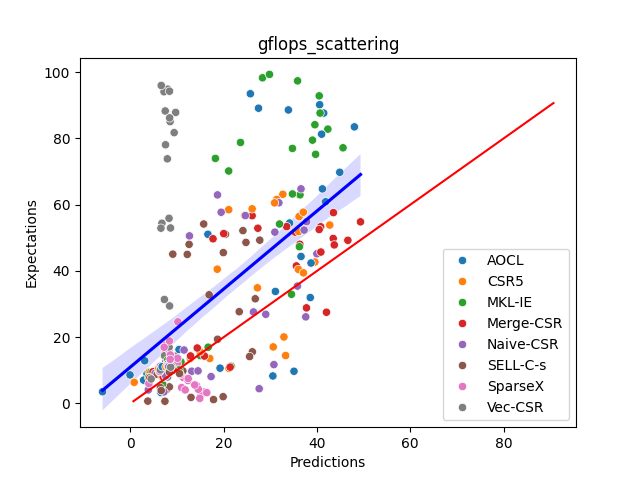 gflops_scattering
100
80
60
40
20
0
Expectations
0 20 40 60 80
Predictions
AOCL
CSR5
MKL-IE
Merge-CSR
Naive-CSR
SELL-C-s
SparseX
Vec-CSR